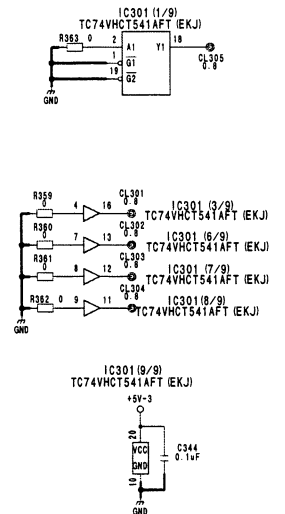 IC301 (1/9)
TC74VHCT541AFT (EKJ)
R363 0 2 A1 Y1 18
1 G1
CL305
0.8
19 G2
GND
R359
0 4 16 CL301
0.8 IC301 (3/9)
TC74VHCT541AFT (EKJ)
R360
0 7 13 CL302
0.8 IC301 (6/9)
TC74VHCT541AFT (EKJ)
R361
0 8 12 CL303
0.8 IC301 (7/9)
TC74VHCT541AFT (EKJ)
R362 0 9 11 CL304
0.8 IC301 (8/9)
TC74VHCT541AFT (EKJ)
GND
IC301 (9/9)
TC74VHCT541AFT (EKJ)
+5V-3
20
VCC
GND
10
C344
0.1uF
GND